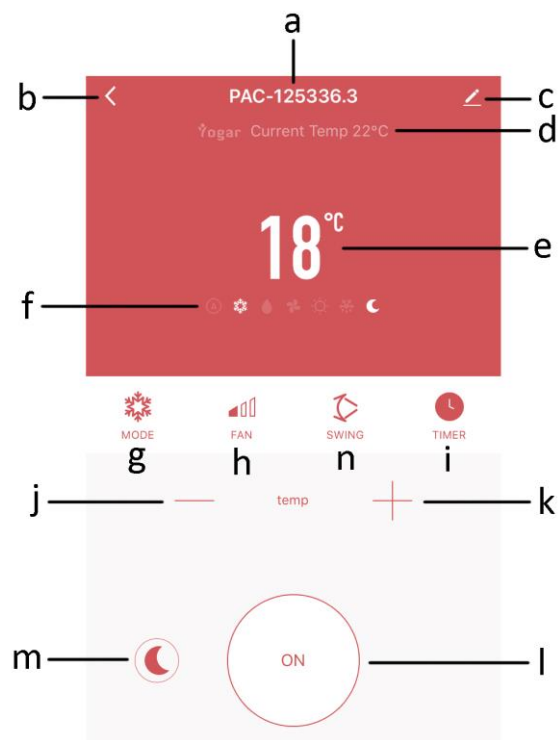 a
b
PAC-125336.3
c
Yogar Current Temp 22°C
d
18°C
e
f
MODE FAN SWING TIMER
g h n i
j
temp
k
m
ON
l